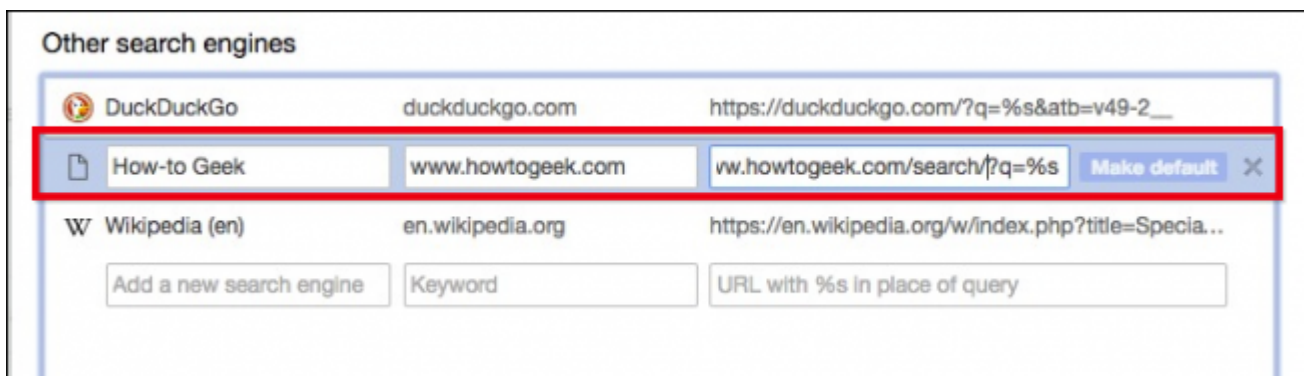 Other search engines
DuckDuckGo duckduckgo.com https://duckduckgo.com/?q=%s&atb=v49-2__
How-to Geek www.howtogeek.com vw.howtogeek.com/search/?q=%s Make default
W Wikipedia (en) en.wikipedia.org https://en.wikipedia.org/w/index.php?title=Specia...
Add a new search engine Keyword URL with %s in place of query